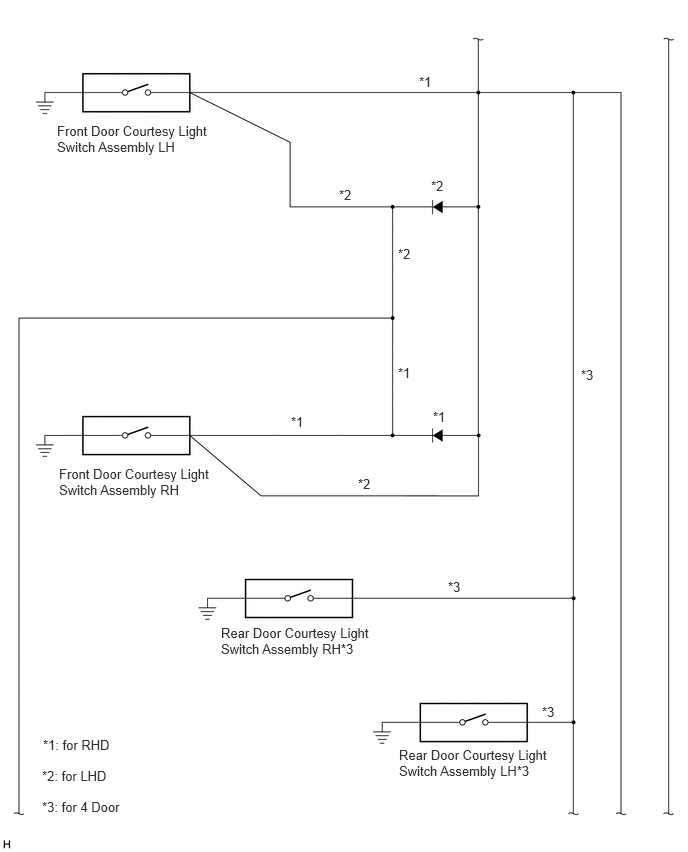 *1
Front Door Courtesy Light
Switch Assembly LH
*2
*2
*2
*3
*1
*1
*1
Front Door Courtesy Light
Switch Assembly RH
*2
*3
Rear Door Courtesy Light
Switch Assembly RH*3
*3
Rear Door Courtesy Light
Switch Assembly LH*3
*1: for RHD
*2: for LHD
*3: for 4 Door
H